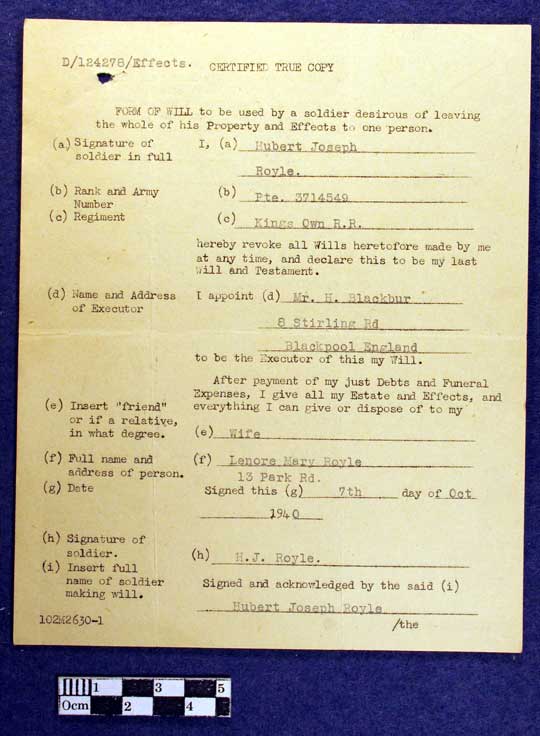 D/124278/Effects. CERTIFIED TRUE COPY
FORM OF WILL to be used by a soldier desirous of leaving
the whole of his Property and Effects to one person.
(a) Signature of I, (a) Hubert Joseph
soldier in full
Royle.
(b) Rank and Army (b) Pte. 3714549
Number
(c) Regiment (c) Kings Own R.R.
hereby revoke all Wills heretofore made by me
at any time, and declare this to be my last
Will and Testament.
(d) Name and Address I appoint (d) Mr. H. Blackbur
of Executor
8 Stirling Rd
Blackpool England
to be the Executor of this my Will.
After payment of my just Debts and Funeral
Expenses, I give all my Estate and Effects, and
(e) Insert "friend" everything I can give or dispose of to my
or if a relative,
in what degree. (e) Wife
(f) Full name and (f) Lenore Mary Royle
address of person. 13 Park Rd.
(g) Date Signed this (g) 7th day of Oct
1940
(h) Signature of
soldier. (h) H.J. Royle.
(i) Insert full
name of soldier Signed and acknowledged by the said (i)
making will.
Hubert Joseph Royle
102M2630-1 /the
1 3 5
0cm 2 4